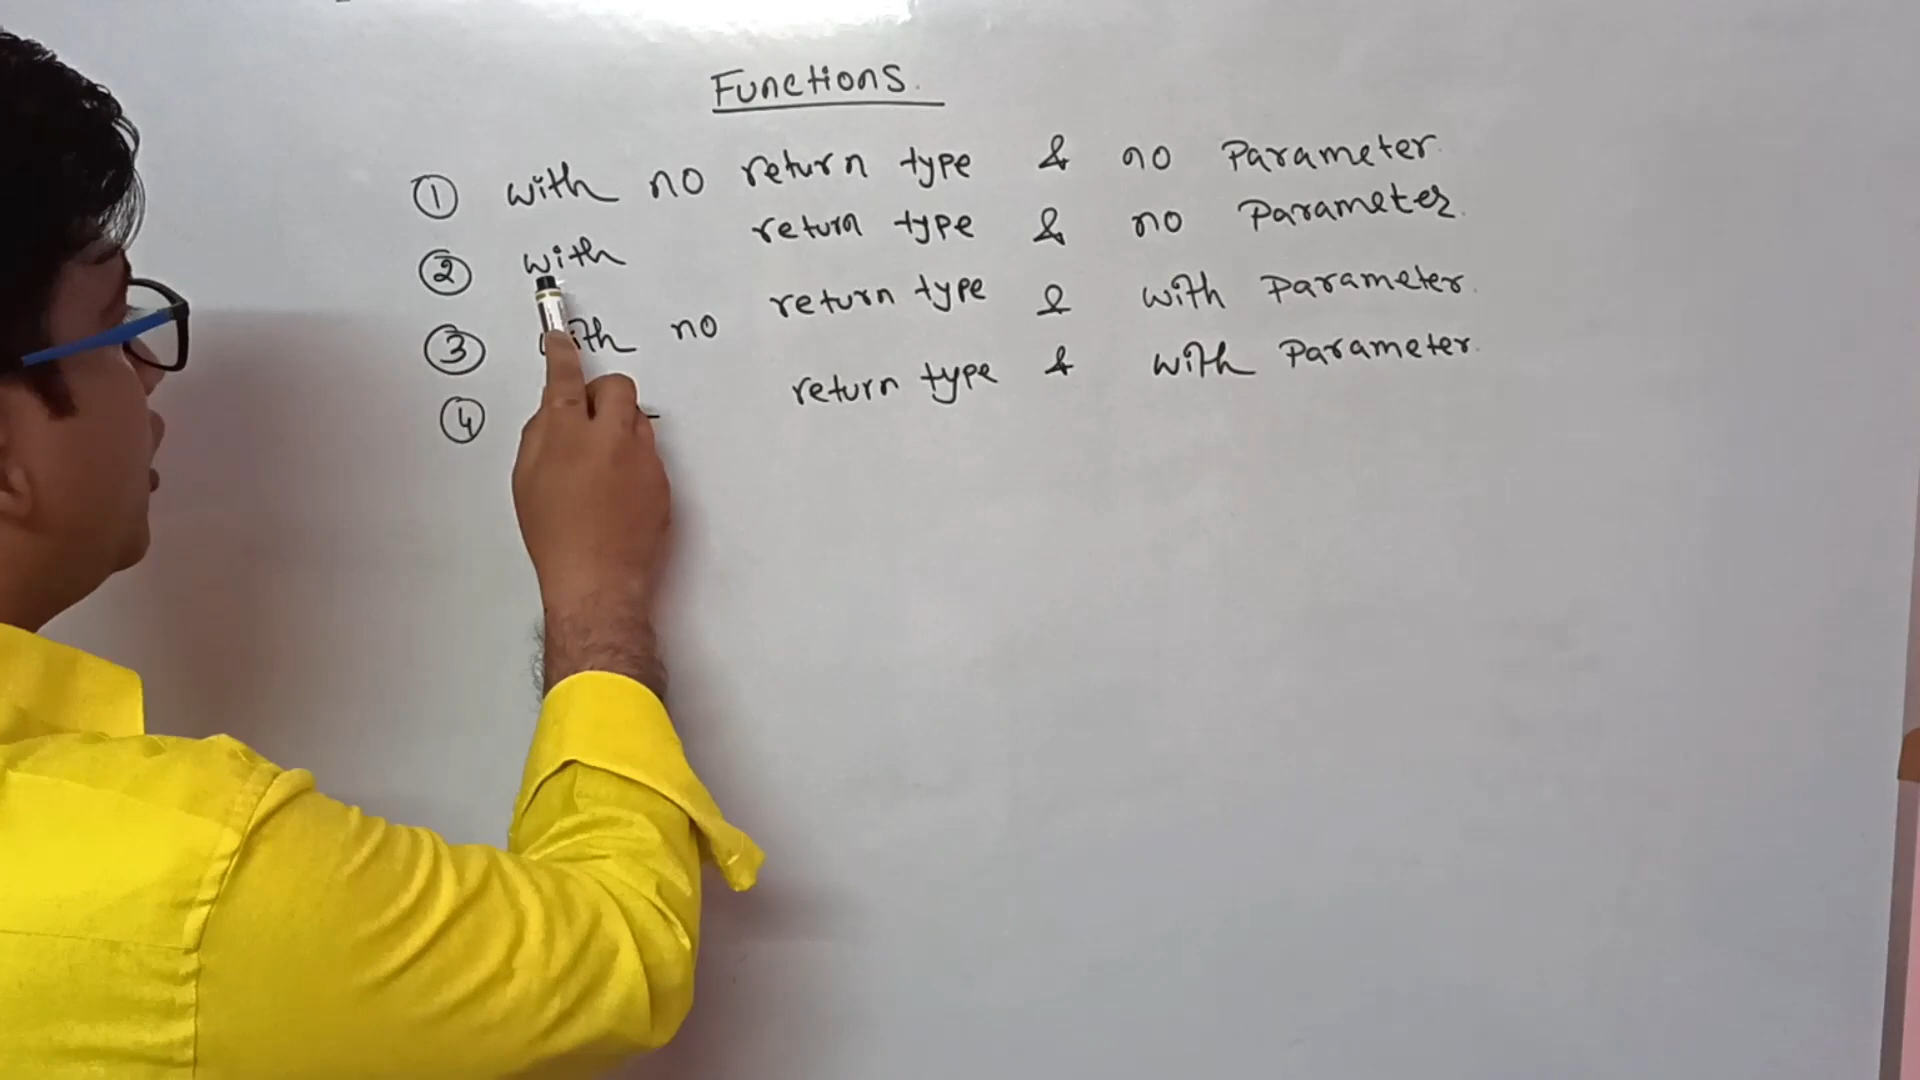 Functions.
① with no return type & no Parameter.
② with return type & no Parameter.
③ with no return type & with Parameter.
④ return type & with Parameter.